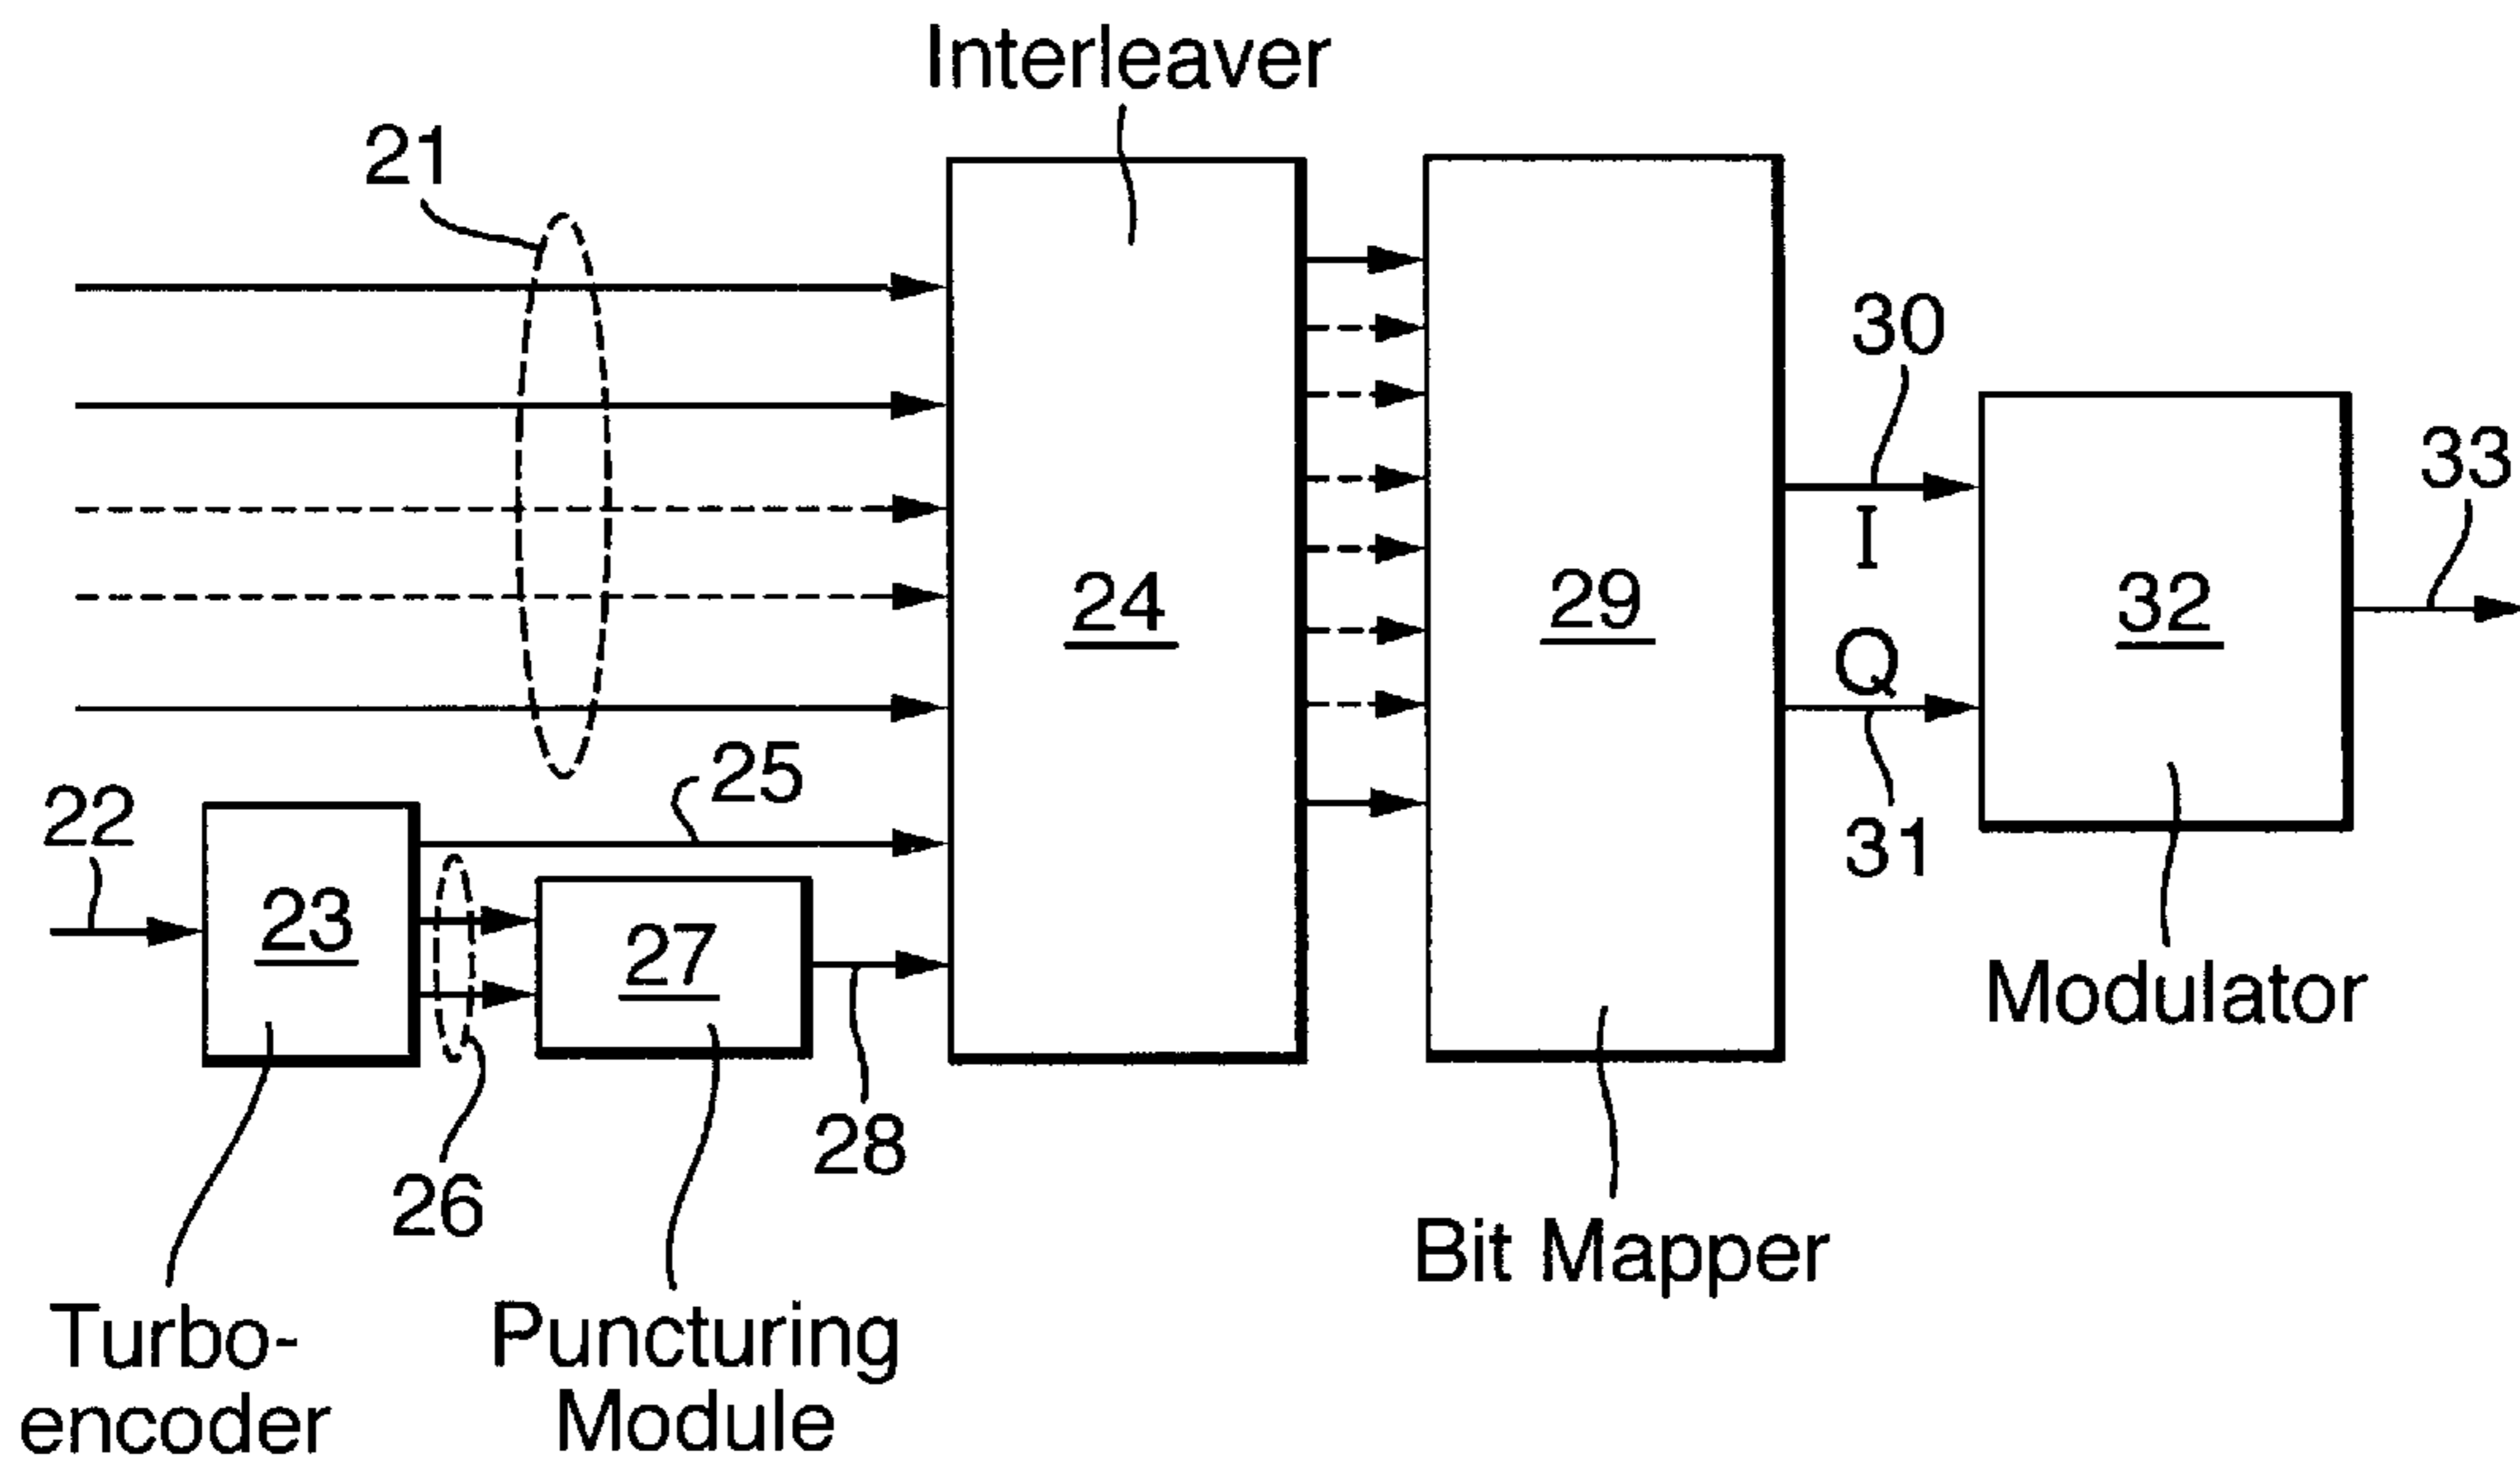 Interleaver
21
30
33
I
24
29
32
Q
25
22
31
23
27
Modulator
28
26
Bit Mapper
Turbo-
encoder
Puncturing
Module